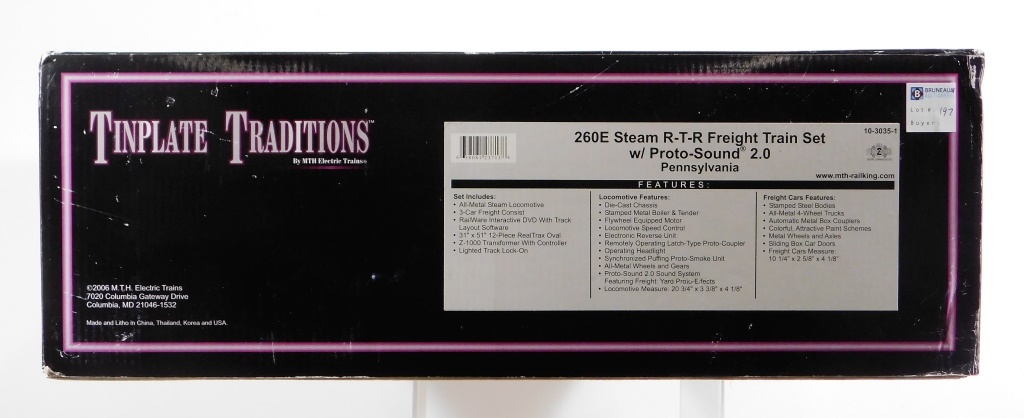 TINPLATE TRADITIONS™
By MTH Electric Trains®
©2006 M.T.H. Electric Trains
7020 Columbia Gateway Drive
Columbia, MD 21046-1532
Made and Litho in China, Thailand, Korea and USA.
260E Steam R-T-R Freight Train Set
w/ Proto-Sound® 2.0
Pennsylvania
10-3035-1
www.mth-railking.com
FEATURES:
Set Includes:
• All-Metal Steam Locomotive
• 3-Car Freight Consist
• RailWare Interactive DVD With Track
Layout Software
• 31" x 51" 12-Piece RealTrax Oval
• Z-1000 Transformer With Controller
• Lighted Track Lock-On
Locomotive Features:
• Die-Cast Chassis
• Stamped Metal Boiler & Tender
• Flywheel Equipped Motor
• Locomotive Speed Control
• Electronic Reverse Unit
• Remotely Operating Latch-Type Proto-Coupler
• Operating Headlight
• Synchronized Puffing Proto-Smoke Unit
• All-Metal Wheels and Gears
• Proto-Sound 2.0 Sound System
Featuring Freight Yard Proto-Effects
• Locomotive Measure: 20 3/4" x 3 3/8" x 4 1/8"
Freight Cars Features:
• Stamped Steel Bodies
• All-Metal 4-Wheel Trucks
• Automatic Metal Box Couplers
• Colorful, Attractive Paint Schemes
• Metal Wheels and Axles
• Sliding Box Car Doors
• Freight Cars Measure:
10 1/4" x 2 5/8" x 4 1/8"
B BRUNEAU
Lot# 197
Buyer